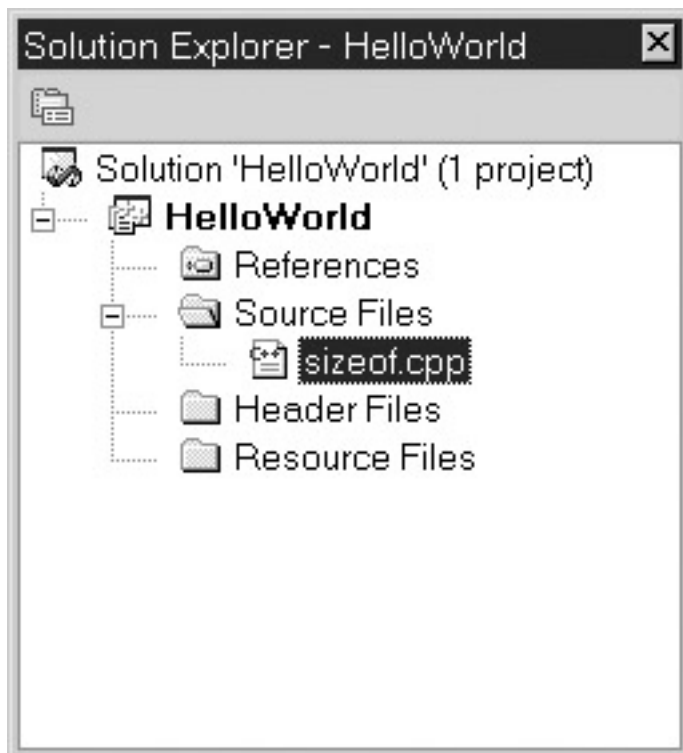 Solution Explorer - HelloWorld
Solution 'HelloWorld' (1 project)
HelloWorld
References
Source Files
C++ sizeof.cpp
Header Files
Resource Files